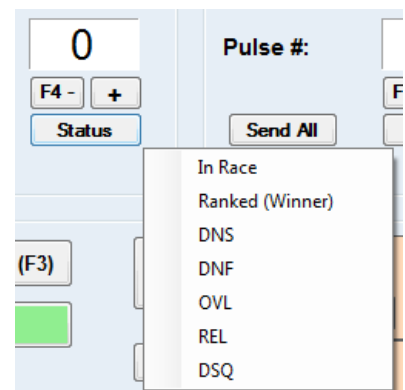 0
Pulse #:
F4 - +
F
Status
Send All
In Race
Ranked (Winner)
DNS
DNF
OVL
REL
DSQ
(F3)